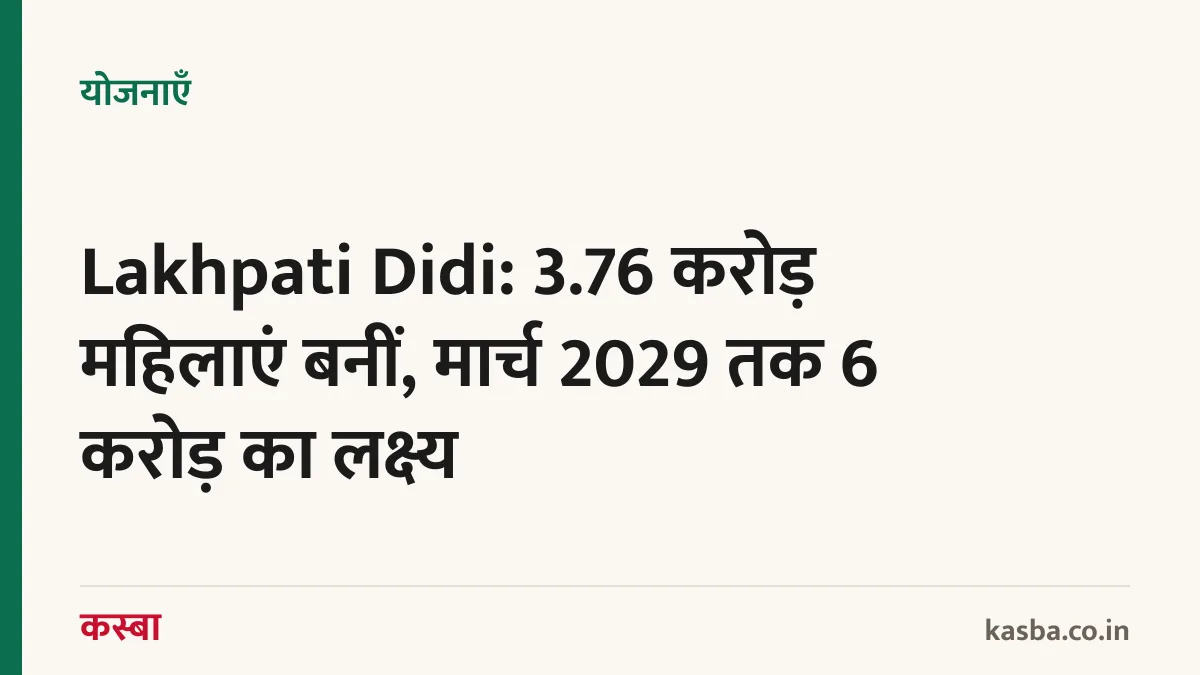 योजनाएँ
Lakhpati Didi: 3.76 करोड़
महिलाएं बनीं, मार्च 2029 तक 6
करोड़ का लक्ष्य
कस्बा
kasba.co.in